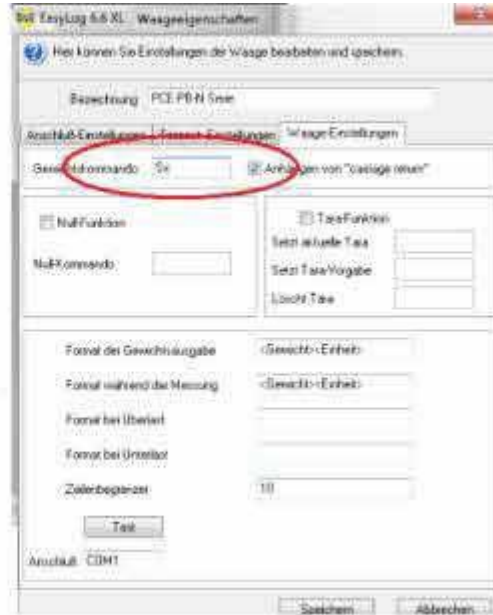 EasyLog 6.6 XL Waageeigenschaften
Hier können Sie Einstellungen der Waage bearbeiten und speichern.
Bezeichnung PCE-PB-N Serie
Anschluß-Einstellungen Format-Einstellungen Waage-Einstellungen
Gewichtskommando Anhängen von "carriage return"
Null-Funktion
Null-Kommando
Tara-Funktion
Setzt aktuelle Tara
Setzt Tara-Vorgabe
Löscht Tara
Format der Gewichtsausgabe <Gewicht><Einheit>
Format während der Messung <Gewicht><Einheit>
Format bei Überlast
Format bei Unterlast
Zeilenbegrenzer 10
Test
Anschluß COM1
Speichern Abbrechen